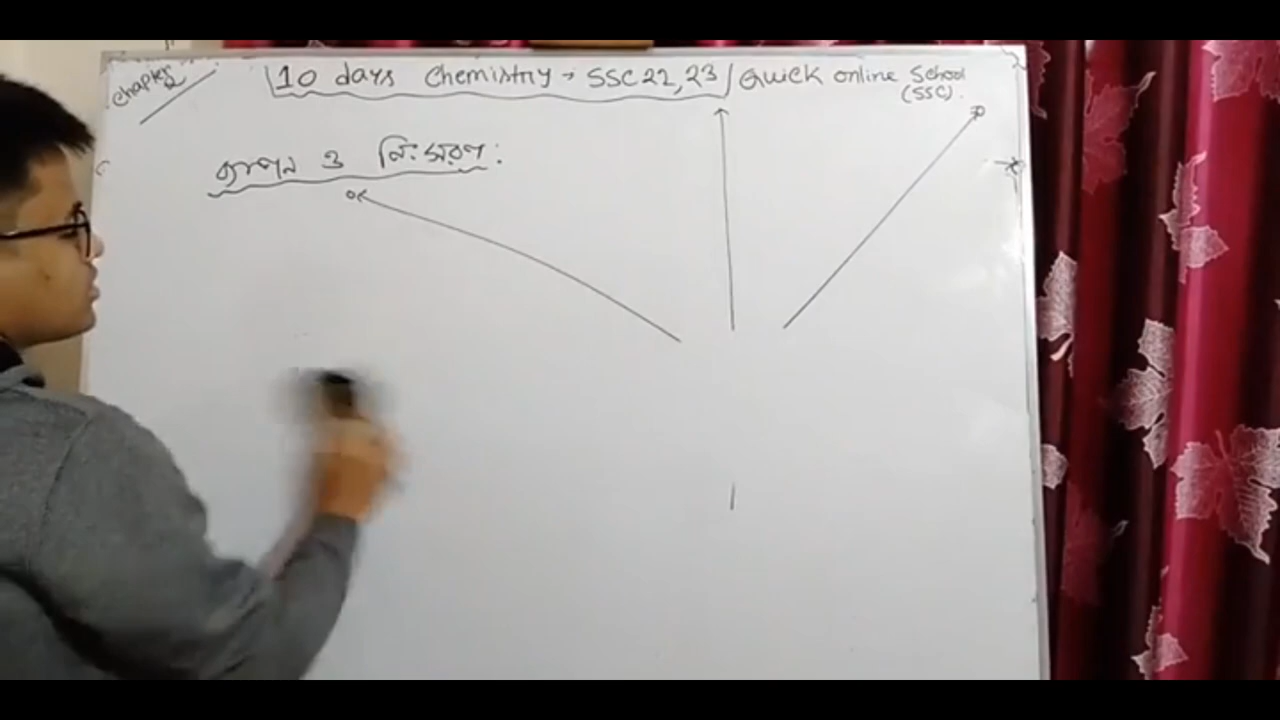 Chapter 2
10 days Chemistry → SSC 22, 23 / Quick online School
(SSC).
ব্যাপন ও নিঃসরণ: